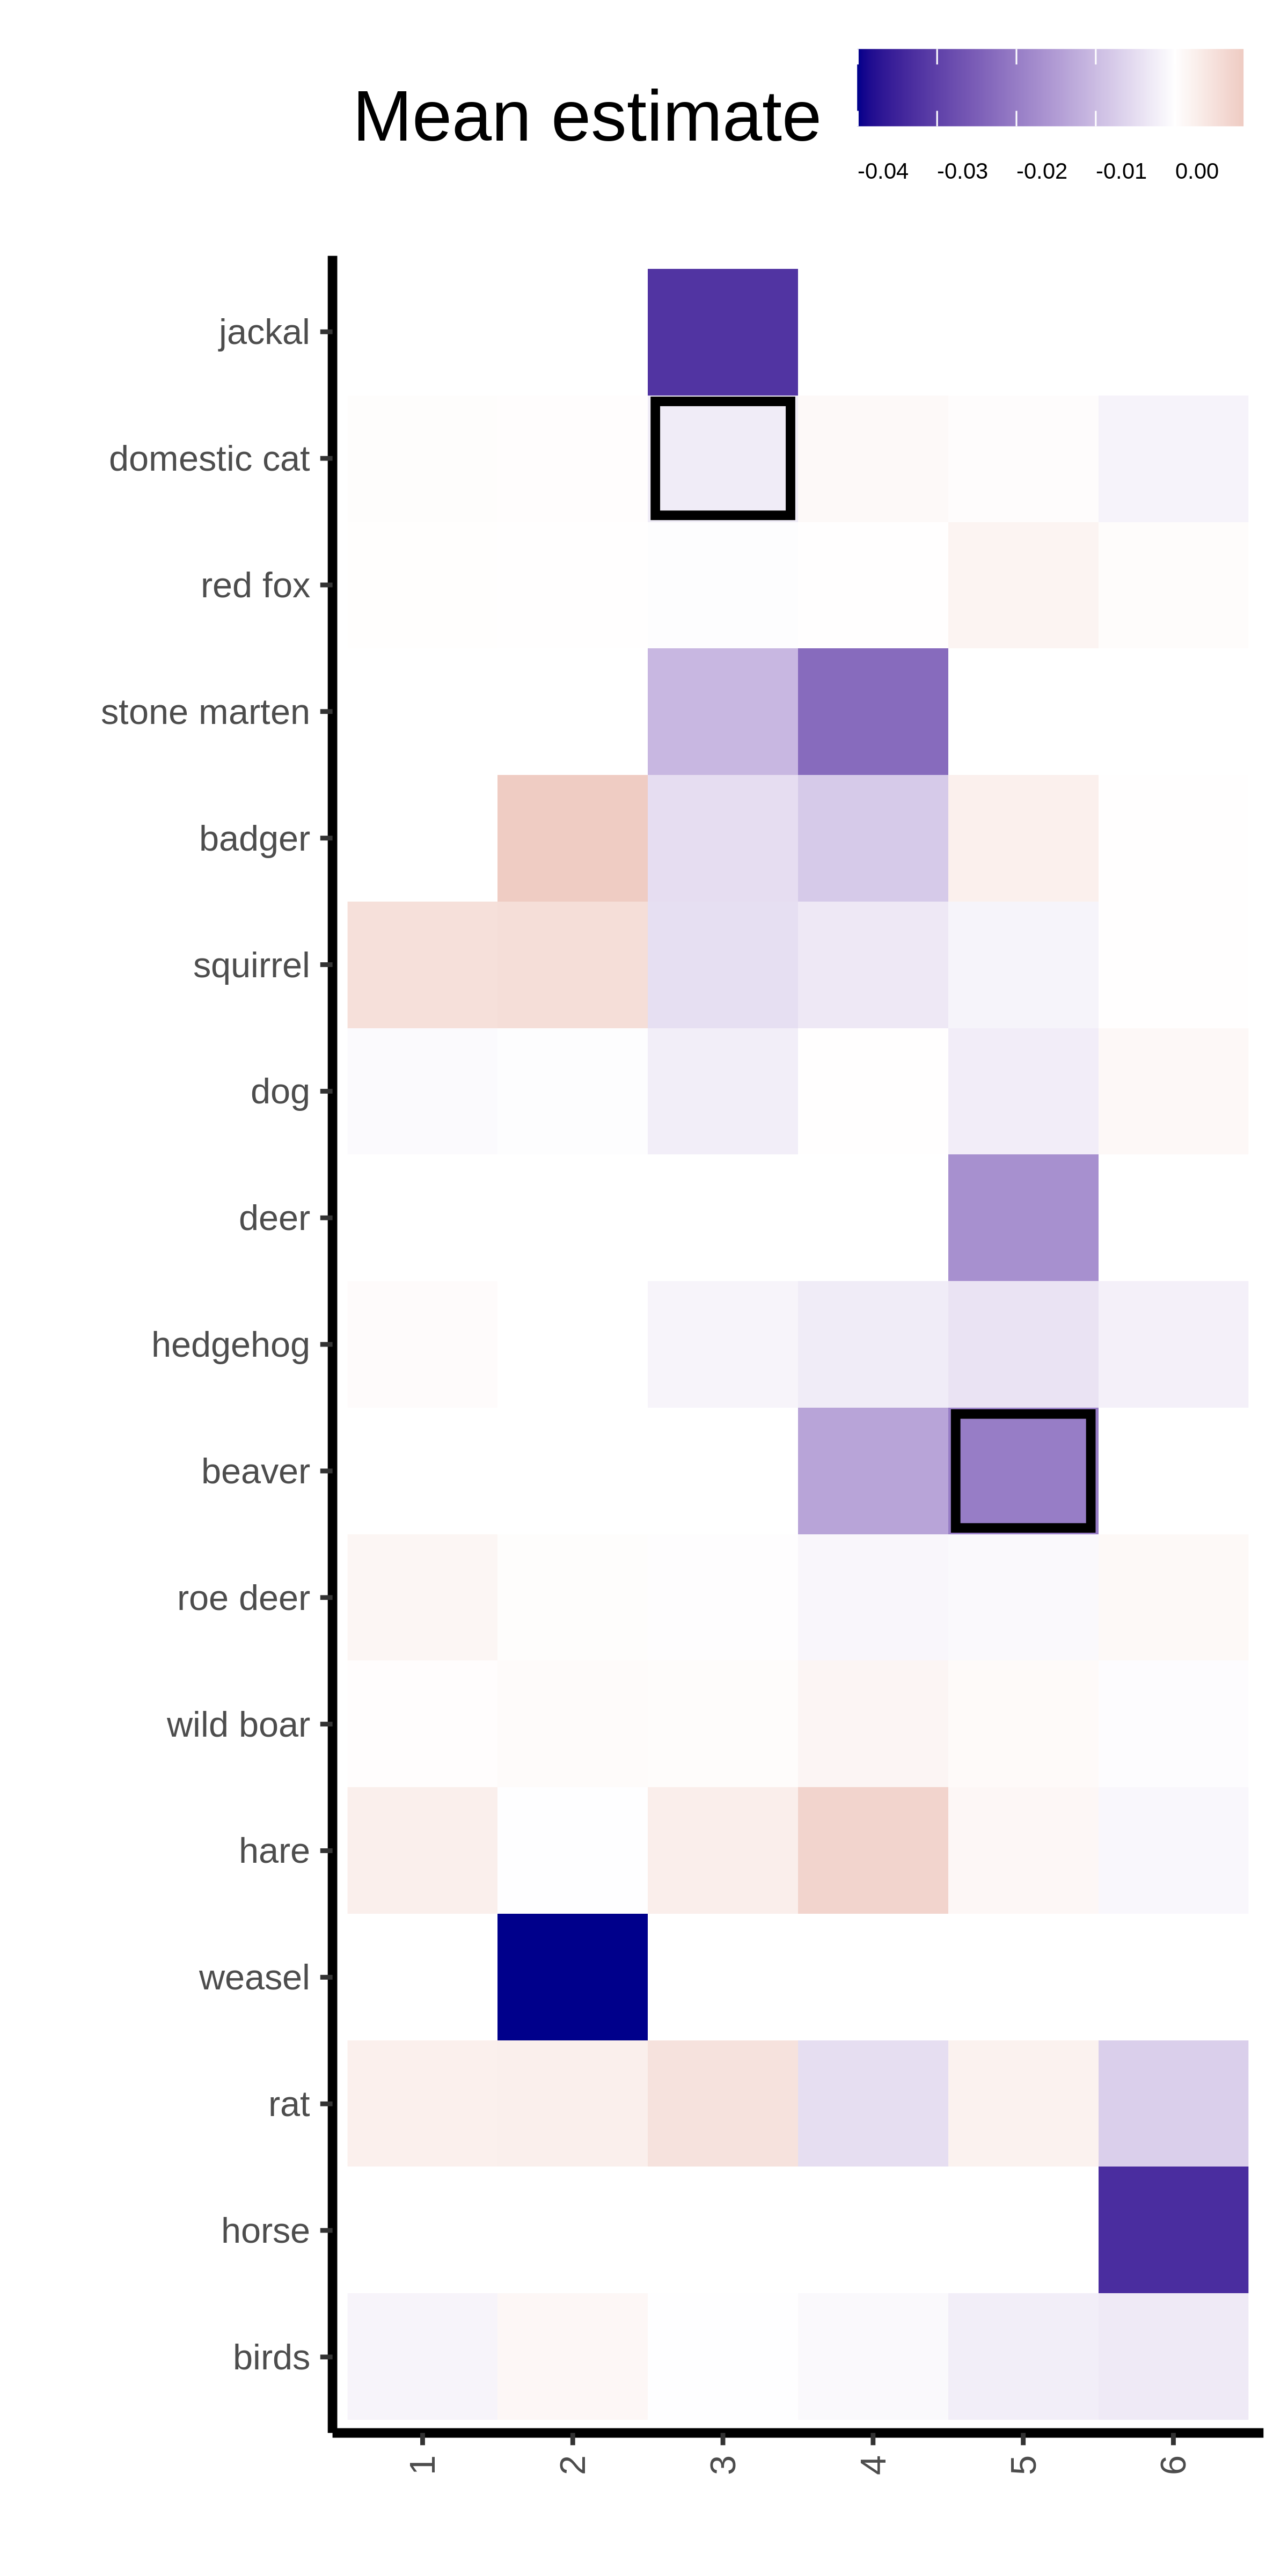 Mean estimate
-0.04 -0.03 -0.02 -0.01 0.00
jackal
domestic cat
red fox
stone marten
badger
squirrel
dog
deer
hedgehog
beaver
roe deer
wild boar
hare
weasel
rat
horse
birds
1 2 3 4 5 6